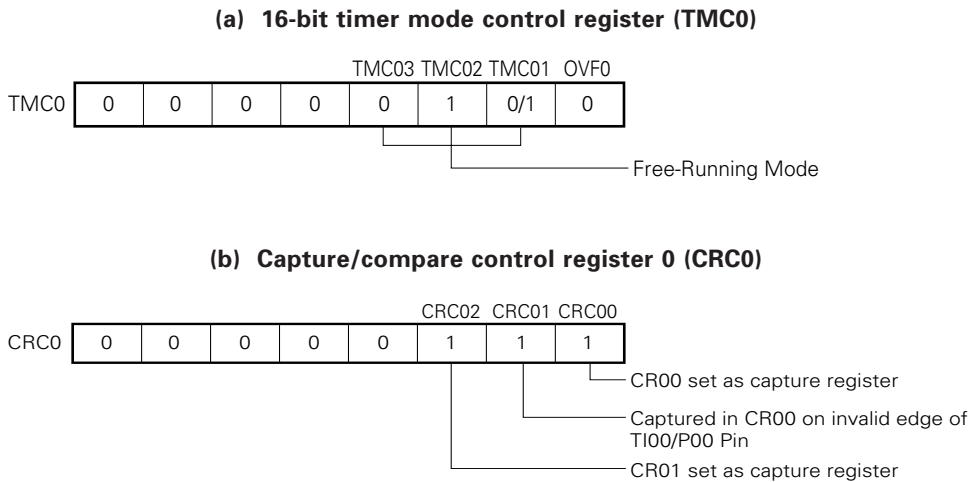 (a) 16-bit timer mode control register (TMC0)
TMC03 TMC02 TMC01 OVF0
TMC0 0 0 0 0 0 1 0/1 0
Free-Running Mode
(b) Capture/compare control register 0 (CRC0)
CRC02 CRC01 CRC00
CRC0 0 0 0 0 0 1 1 1
CR00 set as capture register
Captured in CR00 on invalid edge of
TI00/P00 Pin
CR01 set as capture register